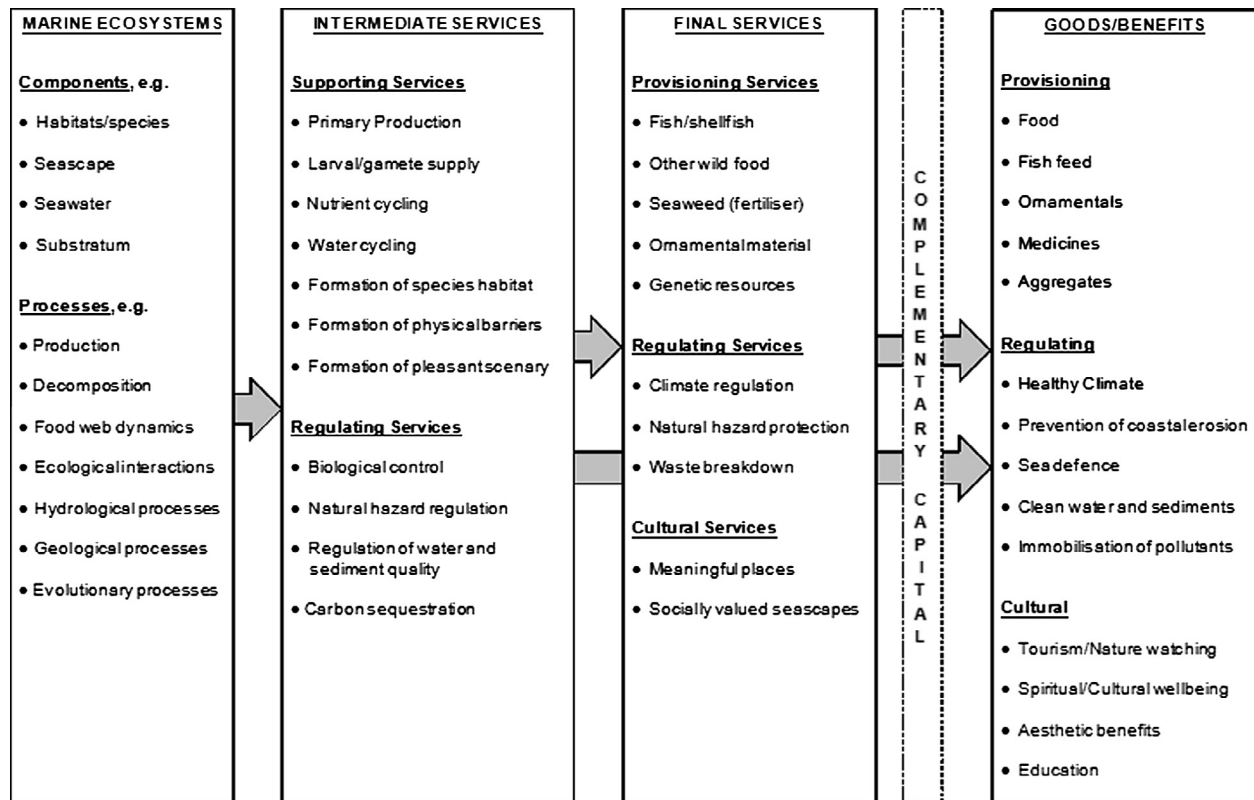 MARINE ECOSYSTEMS
Components, e.g.
• Habitats/species
• Seascape
• Seawater
• Substratum
Processes, e.g.
• Production
• Decomposition
• Food web dynamics
• Ecological interactions
• Hydrological processes
• Geological processes
• Evolutionary processes
INTERMEDIATE SERVICES
Supporting Services
• Primary Production
• Larval/gamete supply
• Nutrient cycling
• Water cycling
• Formation of species habitat
• Formation of physical barriers
• Formation of pleasant scenary
Regulating Services
• Biological control
• Natural hazard regulation
• Regulation of water and
sediment quality
• Carbon sequestration
FINAL SERVICES
Provisioning Services
• Fish/shellfish
• Other wild food
• Seaweed (fertiliser)
• Ornamental material
• Genetic resources
Regulating Services
• Climate regulation
• Natural hazard protection
• Waste breakdown
Cultural Services
• Meaningful places
• Socially valued seascapes
COMPLEMENTARY CAPITAL
GOODS/BENEFITS
Provisioning
• Food
• Fish feed
• Ornamentals
• Medicines
• Aggregates
Regulating
• Healthy Climate
• Prevention of coastal erosion
• Sea defence
• Clean water and sediments
• Immobilisation of pollutants
Cultural
• Tourism/Nature watching
• Spiritual/Cultural wellbeing
• Aesthetic benefits
• Education